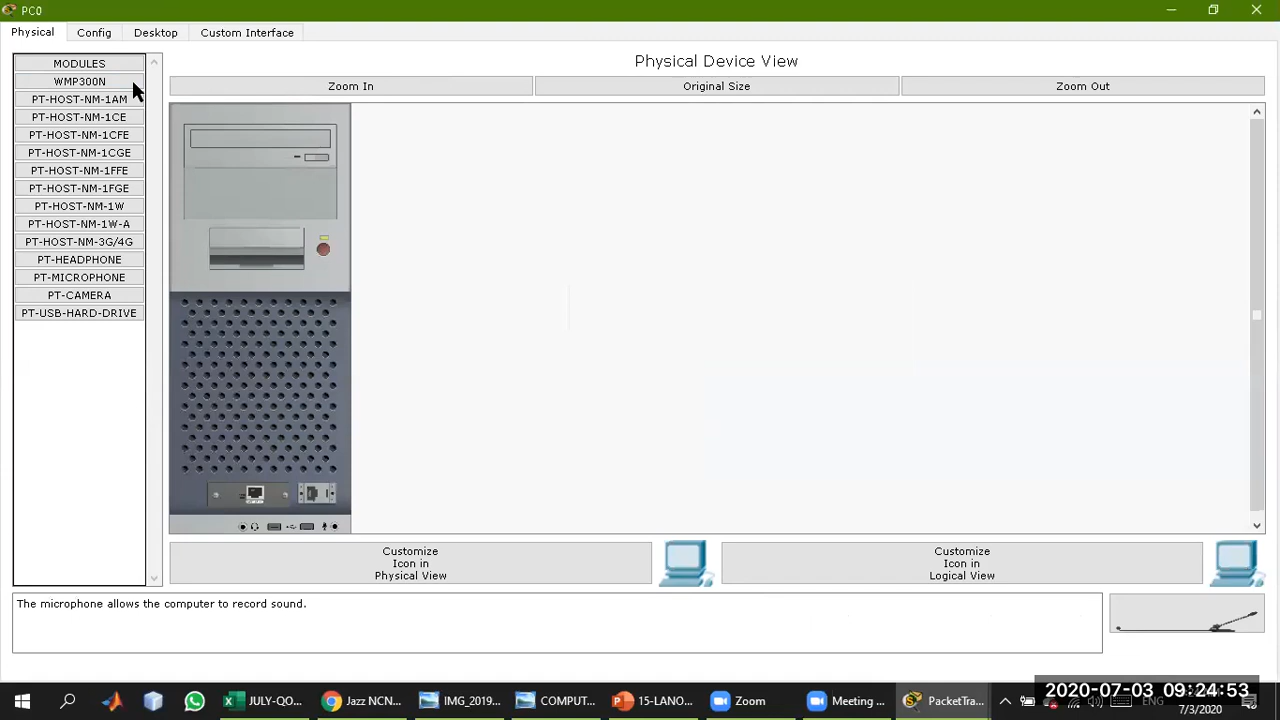 PC0
Physical
Config
Desktop
Custom Interface
MODULES
WMP300N
PT-HOST-NM-1AM
PT-HOST-NM-1CE
PT-HOST-NM-1CFE
PT-HOST-NM-1CGE
PT-HOST-NM-1FFE
PT-HOST-NM-1FGE
PT-HOST-NM-1W
PT-HOST-NM-1W-A
PT-HOST-NM-3G/4G
PT-HEADPHONE
PT-MICROPHONE
PT-CAMERA
PT-USB-HARD-DRIVE
Physical Device View
Zoom In
Original Size
Zoom Out
Customize
Icon in
Physical View
Customize
Icon in
Logical View
The microphone allows the computer to record sound.
JULY-QO...
Jazz NCN...
IMG_2019...
COMPUT...
15-LANO...
Zoom
Meeting ...
PacketTra...
2020-07-03 09:24:53
ENG
7/3/2020